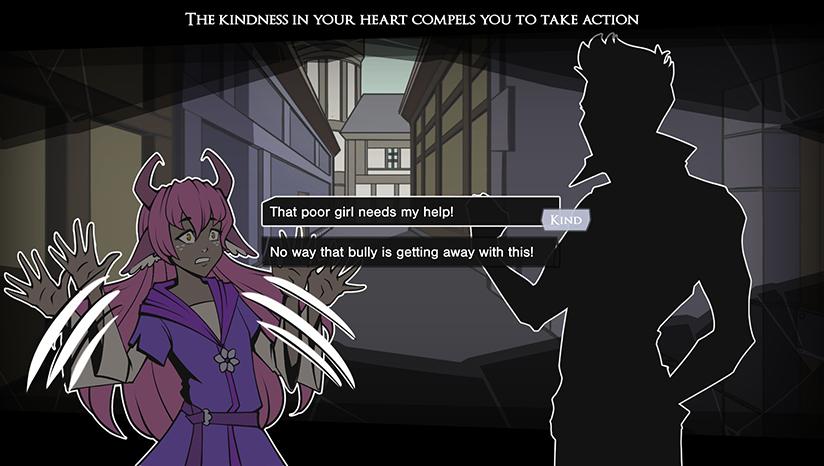 The kindness in your heart compels you to take action
That poor girl needs my help!
Kind
No way that bully is getting away with this!